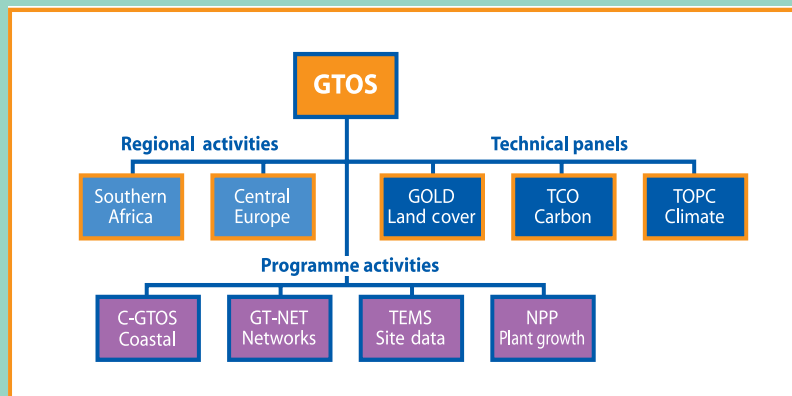 GTOS
Regional activities
Technical panels
Southern
Africa
Central
Europe
GOLD
Land cover
TCO
Carbon
TOPC
Climate
Programme activities
C-GTOS
Coastal
GT-NET
Networks
TEMS
Site data
NPP
Plant growth